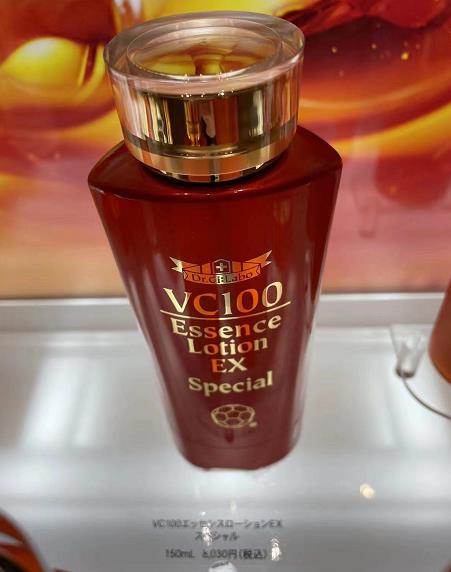 Dr.Ci:Labo
VC100
Essence
Lotion
EX
Special
VC100エッセンスローションEX
スペシャル
150mL 6,030円(税込)